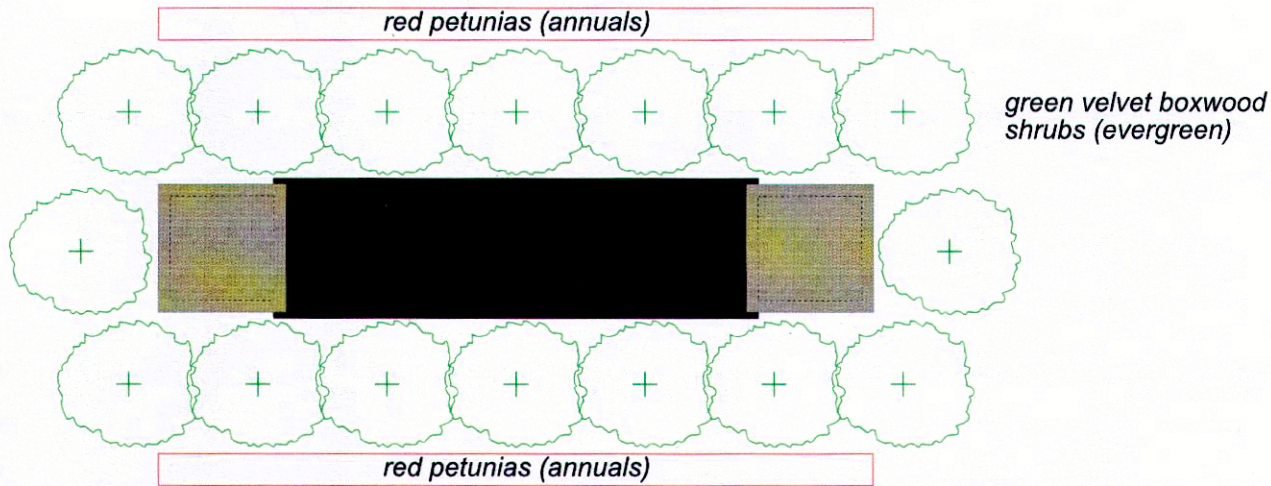 red petunias (annuals)
green velvet boxwood
shrubs (evergreen)
red petunias (annuals)